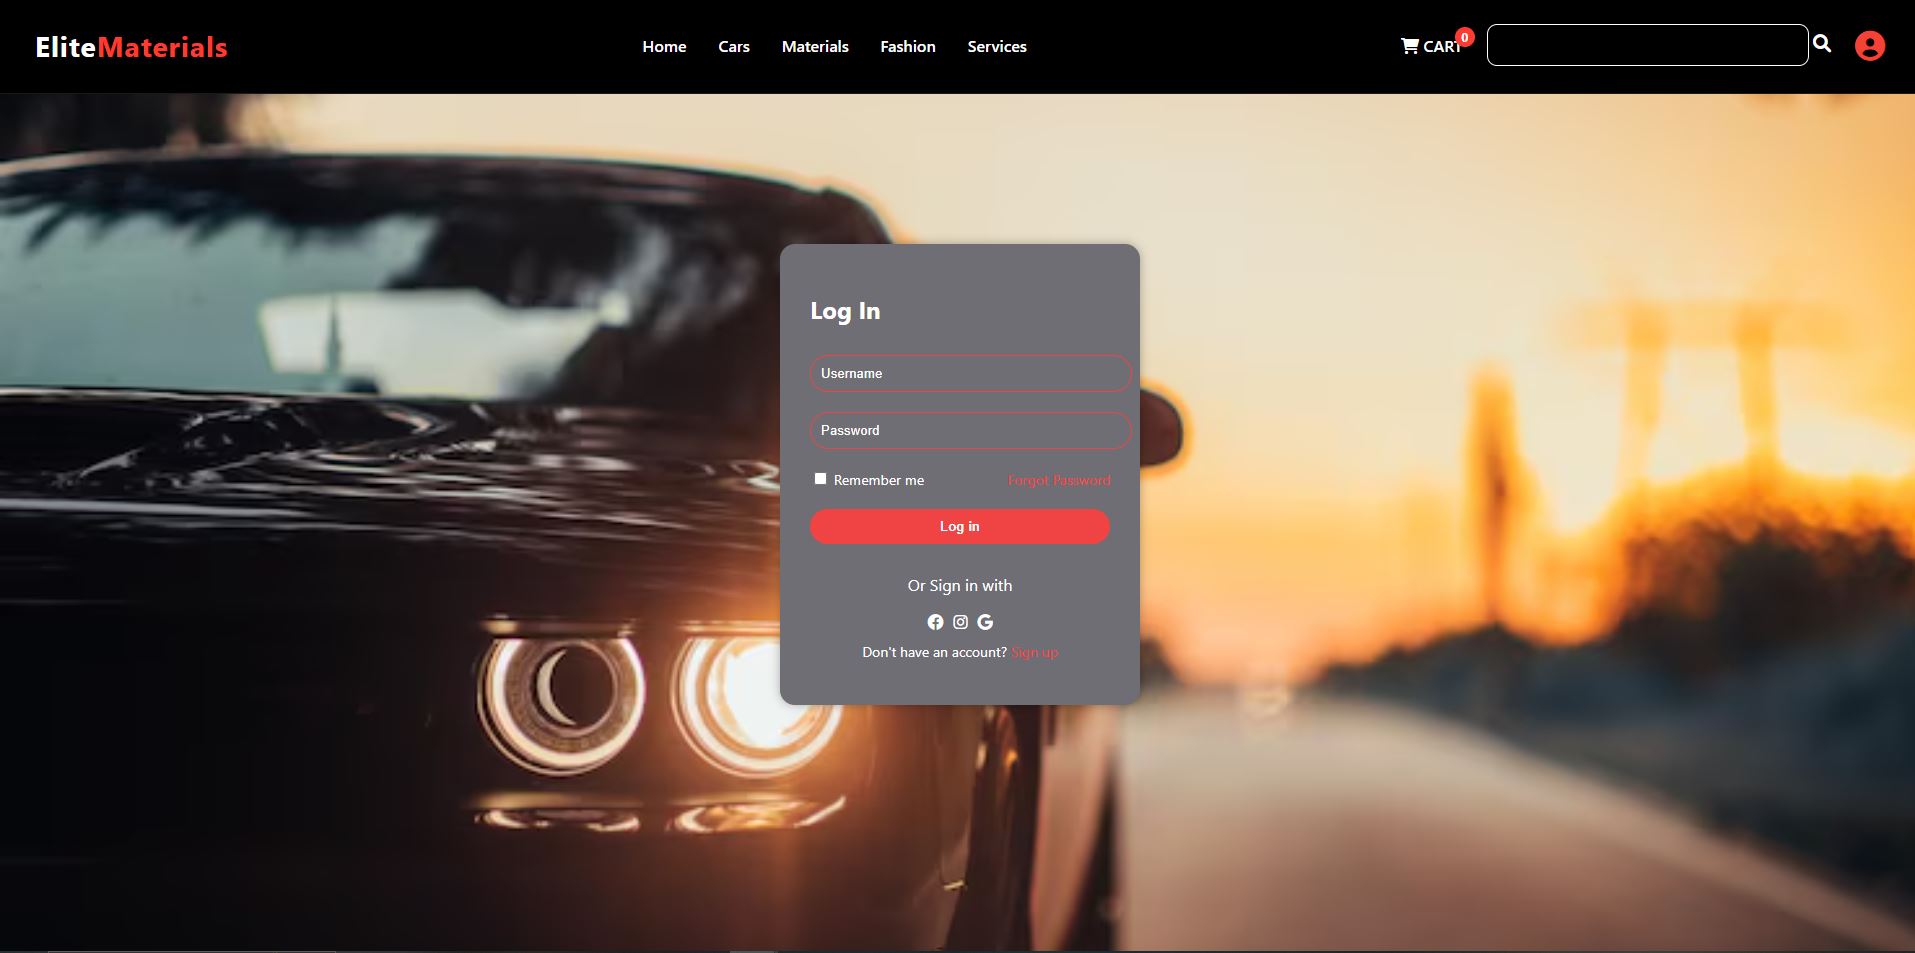 EliteMaterials
Home Cars Materials Fashion Services
CART 0
Log In
Username
Password
Remember me Forgot Password
Log in
Or Sign in with
Don't have an account? Sign up